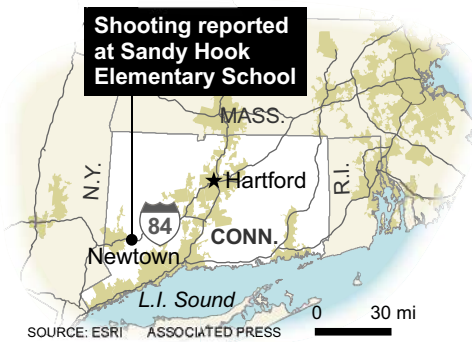 Shooting reported
at Sandy Hook
Elementary School
MASS.
N.Y.
Hartford
R.I.
84
CONN.
Newtown
L.I. Sound
0 30 mi
SOURCE: ESRI ASSOCIATED PRESS